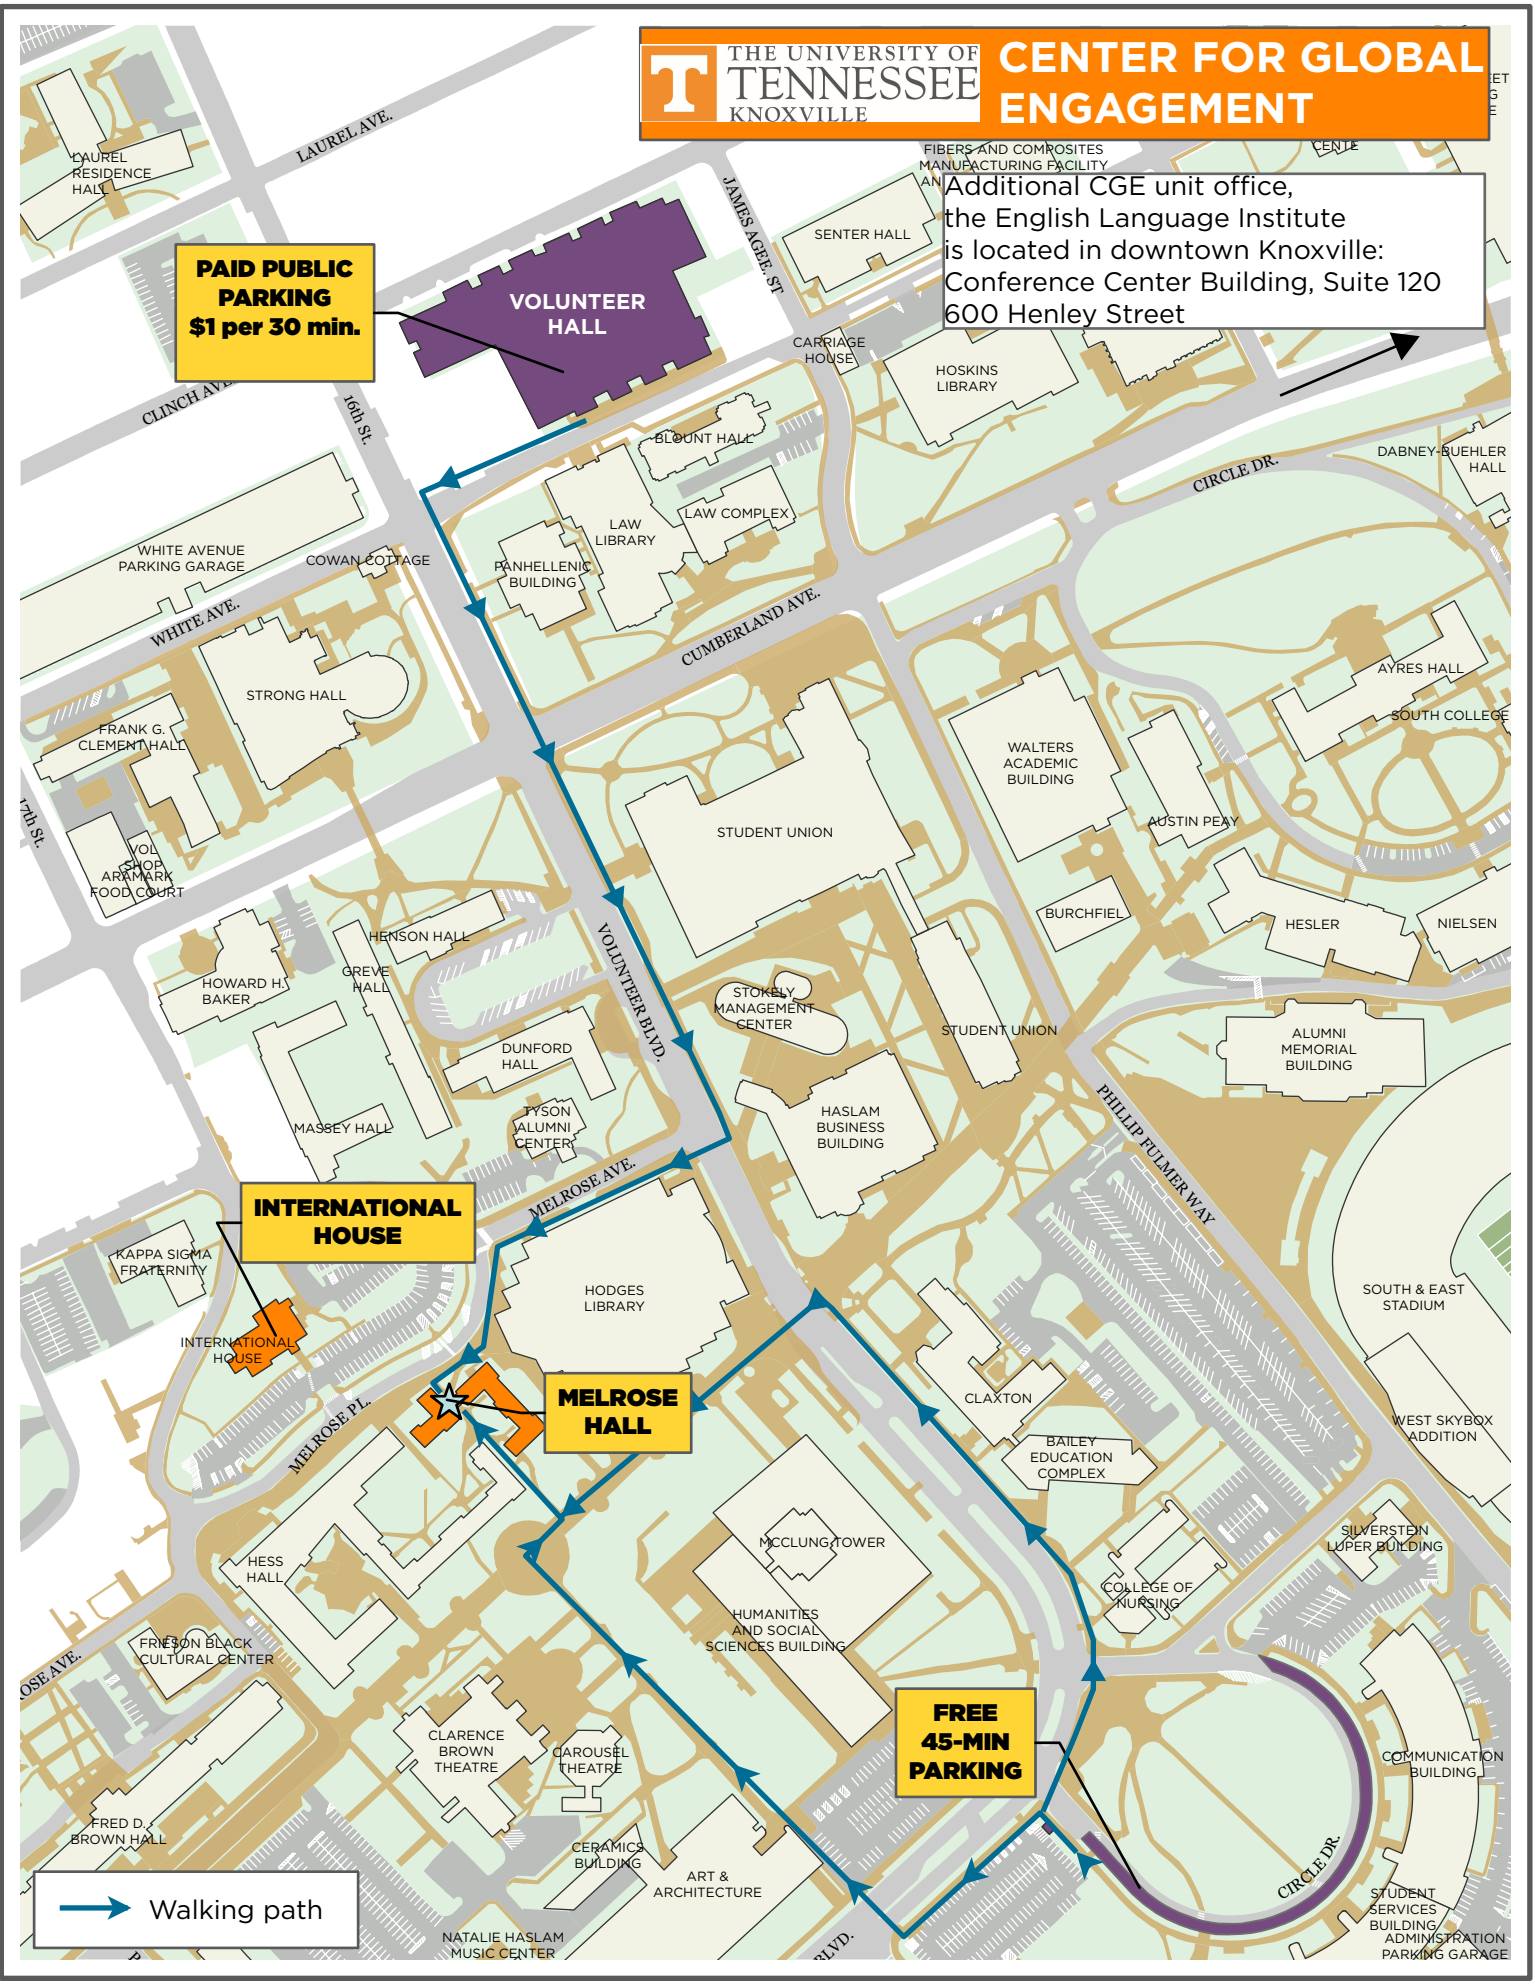 THE UNIVERSITY OF
TENNESSEE
KNOXVILLE
CENTER FOR GLOBAL
ENGAGEMENT
LAUREL AVE.
LAUREL
RESIDENCE
HALL
JAMES AGEE. ST
FIBERS AND COMPOSITES
MANUFACTURING FACILITY
Additional CGE unit office,
the English Language Institute
is located in downtown Knoxville:
Conference Center Building, Suite 120
600 Henley Street
SENTER HALL
PAID PUBLIC
PARKING
$1 per 30 min.
VOLUNTEER
HALL
CARRIAGE
HOUSE
HOSKINS
LIBRARY
CLINCH AVE.
16th St.
BLOUNT HALL
CIRCLE DR.
DABNEY-BUEHLER
HALL
LAW COMPLEX
LAW
LIBRARY
WHITE AVENUE
PARKING GARAGE
COWAN COTTAGE
PANHELLENIC
BUILDING
WHITE AVE.
CUMBERLAND AVE.
STRONG HALL
AYRES HALL
SOUTH COLLEGE
FRANK G.
CLEMENT HALL
WALTERS
ACADEMIC
BUILDING
17th St.
STUDENT UNION
AUSTIN PEAY
VOL
SHOP
ARAMARK
FOOD COURT
BURCHFIEL
HESLER
NIELSEN
HENSON HALL
VOLUNTEER BLVD.
GREVE
HALL
HOWARD H.
BAKER
STOKELY
MANAGEMENT
CENTER
STUDENT UNION
ALUMNI
MEMORIAL
BUILDING
DUNFORD
HALL
MASSEY HALL
TYSON
ALUMNI
CENTER
HASLAM
BUSINESS
BUILDING
PHILLIP FULMER WAY
MELROSE AVE.
INTERNATIONAL
HOUSE
KAPPA SIGMA
FRATERNITY
HODGES
LIBRARY
SOUTH & EAST
STADIUM
INTERNATIONAL
HOUSE
MELROSE
HALL
CLAXTON
MELROSE PL.
WEST SKYBOX
ADDITION
BAILEY
EDUCATION
COMPLEX
MCCLUNG TOWER
SILVERSTEIN
LUPER BUILDING
HESS
HALL
COLLEGE OF
NURSING
HUMANITIES
AND SOCIAL
SCIENCES BUILDING
FRIESON BLACK
CULTURAL CENTER
ROSE AVE.
FREE
45-MIN
PARKING
CLARENCE
BROWN
THEATRE
CAROUSEL
THEATRE
COMMUNICATION
BUILDING
FRED D.
BROWN HALL
CERAMICS
BUILDING
ART &
ARCHITECTURE
CIRCLE DR.
STUDENT
SERVICES
BUILDING
Walking path
NATALIE HASLAM
MUSIC CENTER
BLVD.
ADMINISTRATION
PARKING GARAGE